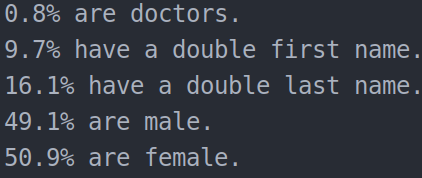 0.8% are doctors.
9.7% have a double first name.
16.1% have a double last name.
49.1% are male.
50.9% are female.